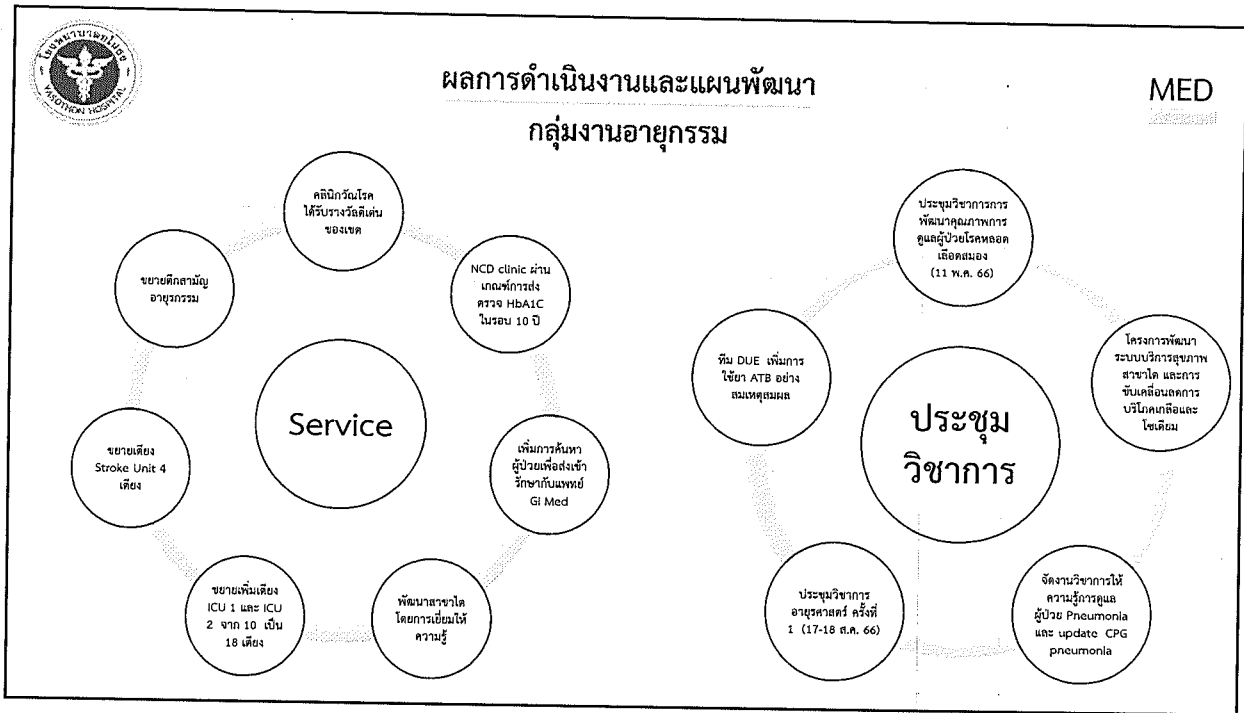 โรงพยาบาลยโสธร
YASOTHON HOSPITAL
ผลการดำเนินงานและแผนพัฒนา
กลุ่มงานอายุกรรม
MED
คลินิกวัณโรค
ได้รับรางวัลดีเด่น
ของเขต
NCD clinic ผ่าน
เกณฑ์การส่ง
ตรวจ HbA1C
ในรอบ 10 ปี
เพิ่มการค้นหา
ผู้ป่วยเพื่อส่งเข้า
รักษากับแพทย์
GI Med
พัฒนาสาขาไต
โดยการเยี่ยมให้
ความรู้
ขยายเพิ่มเตียง
ICU 1 และ ICU
2 จาก 10 เป็น
18 เตียง
ขยายเตียง
Stroke Unit 4
เตียง
ขยายตึกสามัญ
อายุรกรรม
Service
ประชุมวิชาการการ
พัฒนาคุณภาพการ
ดูแลผู้ป่วยโรคหลอด
เลือดสมอง
(11 พ.ค. 66)
โครงการพัฒนา
ระบบบริการสุขภาพ
สาขาไต และการ
ขับเคลื่อนลดการ
บริโภคเกลือและ
โซเดียม
จัดงานวิชาการให้
ความรู้การดูแล
ผู้ป่วย Pneumonia
และ update CPG
pneumonia
ประชุมวิชาการ
อายุรศาสตร์ ครั้งที่
1 (17-18 ส.ค. 66)
ทีม DUE เพิ่มการ
ใช้ยา ATB อย่าง
สมเหตุสมผล
ประชุม
วิชาการ